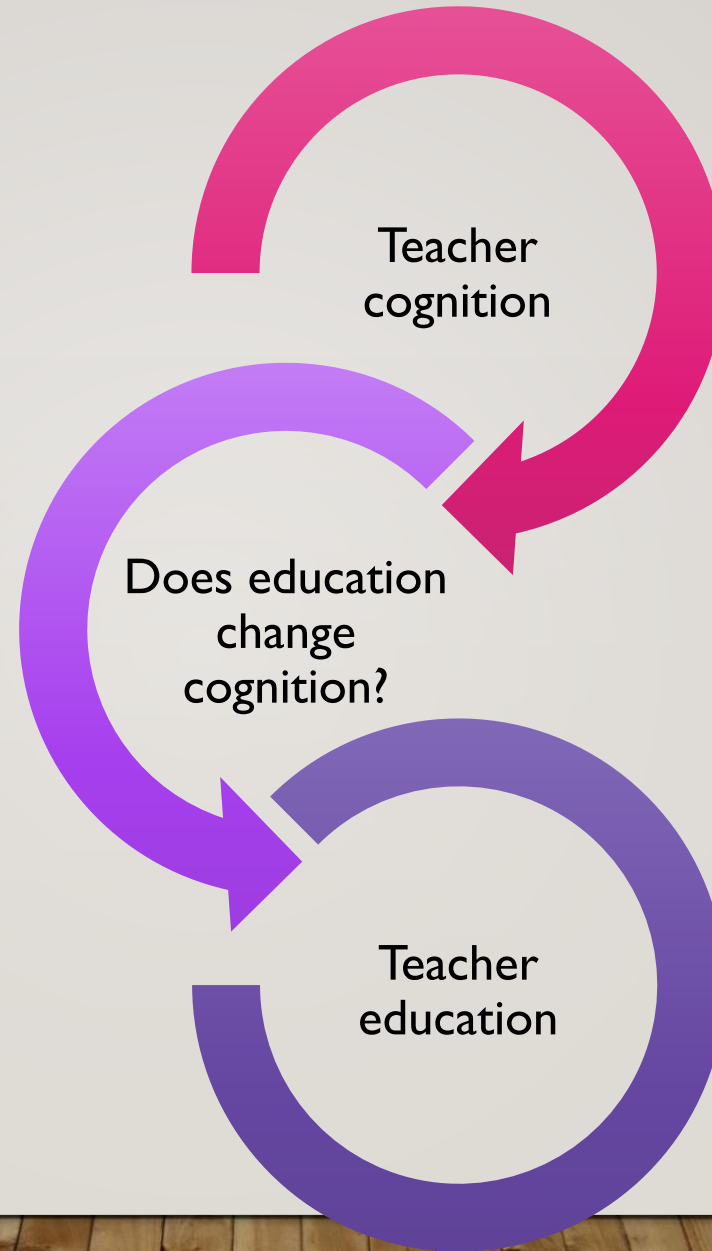 Teacher
cognition
Does education
change
cognition?
Teacher
education